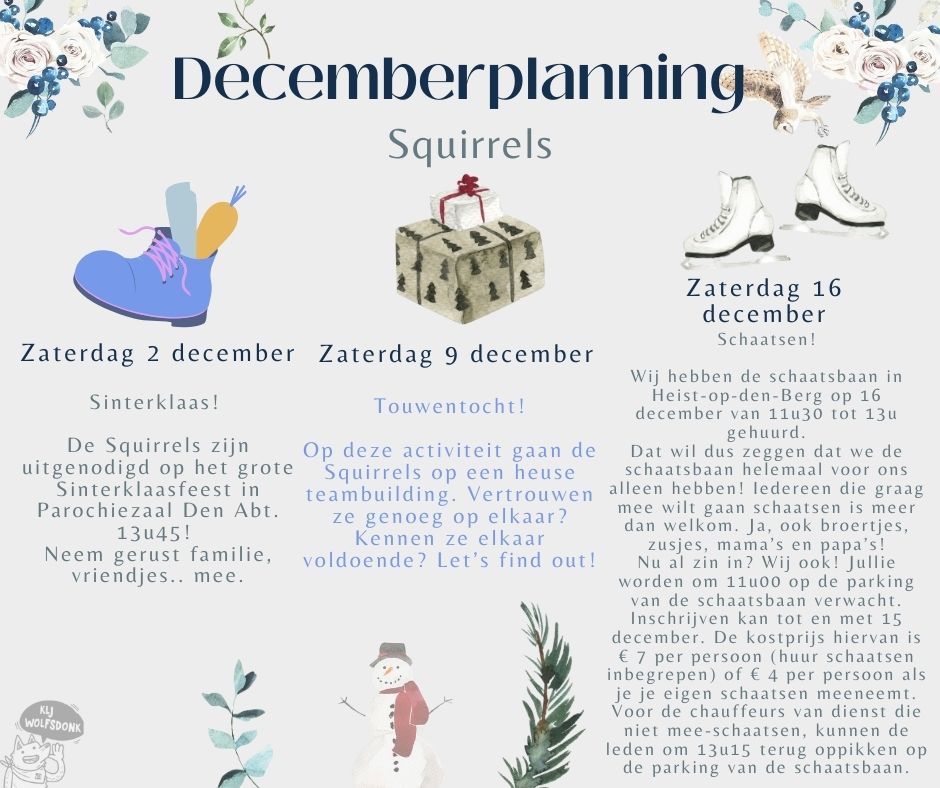 Decemberplanning
Squirrels
Zaterdag 2 december
Sinterklaas!
De Squirrels zijn
uitgenodigd op het grote
Sinterklaasfeest in
Parochiezaal Den Abt.
13u45!
Neem gerust familie,
vriendjes.. mee.
Zaterdag 9 december
Touwentocht!
Op deze activiteit gaan de
Squirrels op een heuse
teambuilding. Vertrouwen
ze genoeg op elkaar?
Kennen ze elkaar
voldoende? Let's find out!
Zaterdag 16
december
Schaatsen!
Wij hebben de schaatsbaan in
Heist-op-den-Berg op 16
december van 11u30 tot 13u
gehuurd.
Dat wil dus zeggen dat we de
schaatsbaan helemaal voor ons
alleen hebben! Iedereen die graag
mee wilt gaan schaatsen is meer
dan welkom. Ja, ook broertjes,
zusjes, mama's en papa's!
Nu al zin in? Wij ook! Jullie
worden om 11u00 op de parking
van de schaatsbaan verwacht.
Inschrijven kan tot en met 15
december. De kostprijs hiervan is
€ 7 per persoon (huur schaatsen
inbegrepen) of € 4 per persoon als
je je eigen schaatsen meeneemt.
Voor de chauffeurs van dienst die
niet mee-schaatsen, kunnen de
leden om 13u15 terug oppikken op
de parking van de schaatsbaan.
KLJ
WOLFSDONK